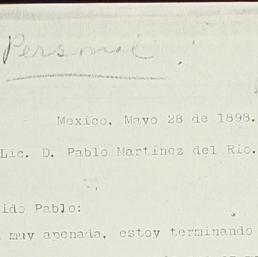 Personal
Mexico, Mayo 28 de 1898.
Lic. D. Pablo Martinez del Rio.
ido Pablo:
muy apenada, estoy terminando